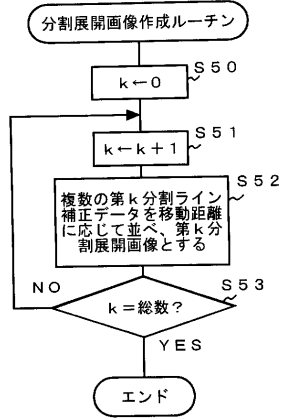 分割展開画像作成ルーチン
S50
k←0
S51
k←k+1
S52
複数の第k分割ライン
補正データを移動距離
に応じて並べ、第k分
割展開画像とする
S53
NO
k=総数?
YES
エンド